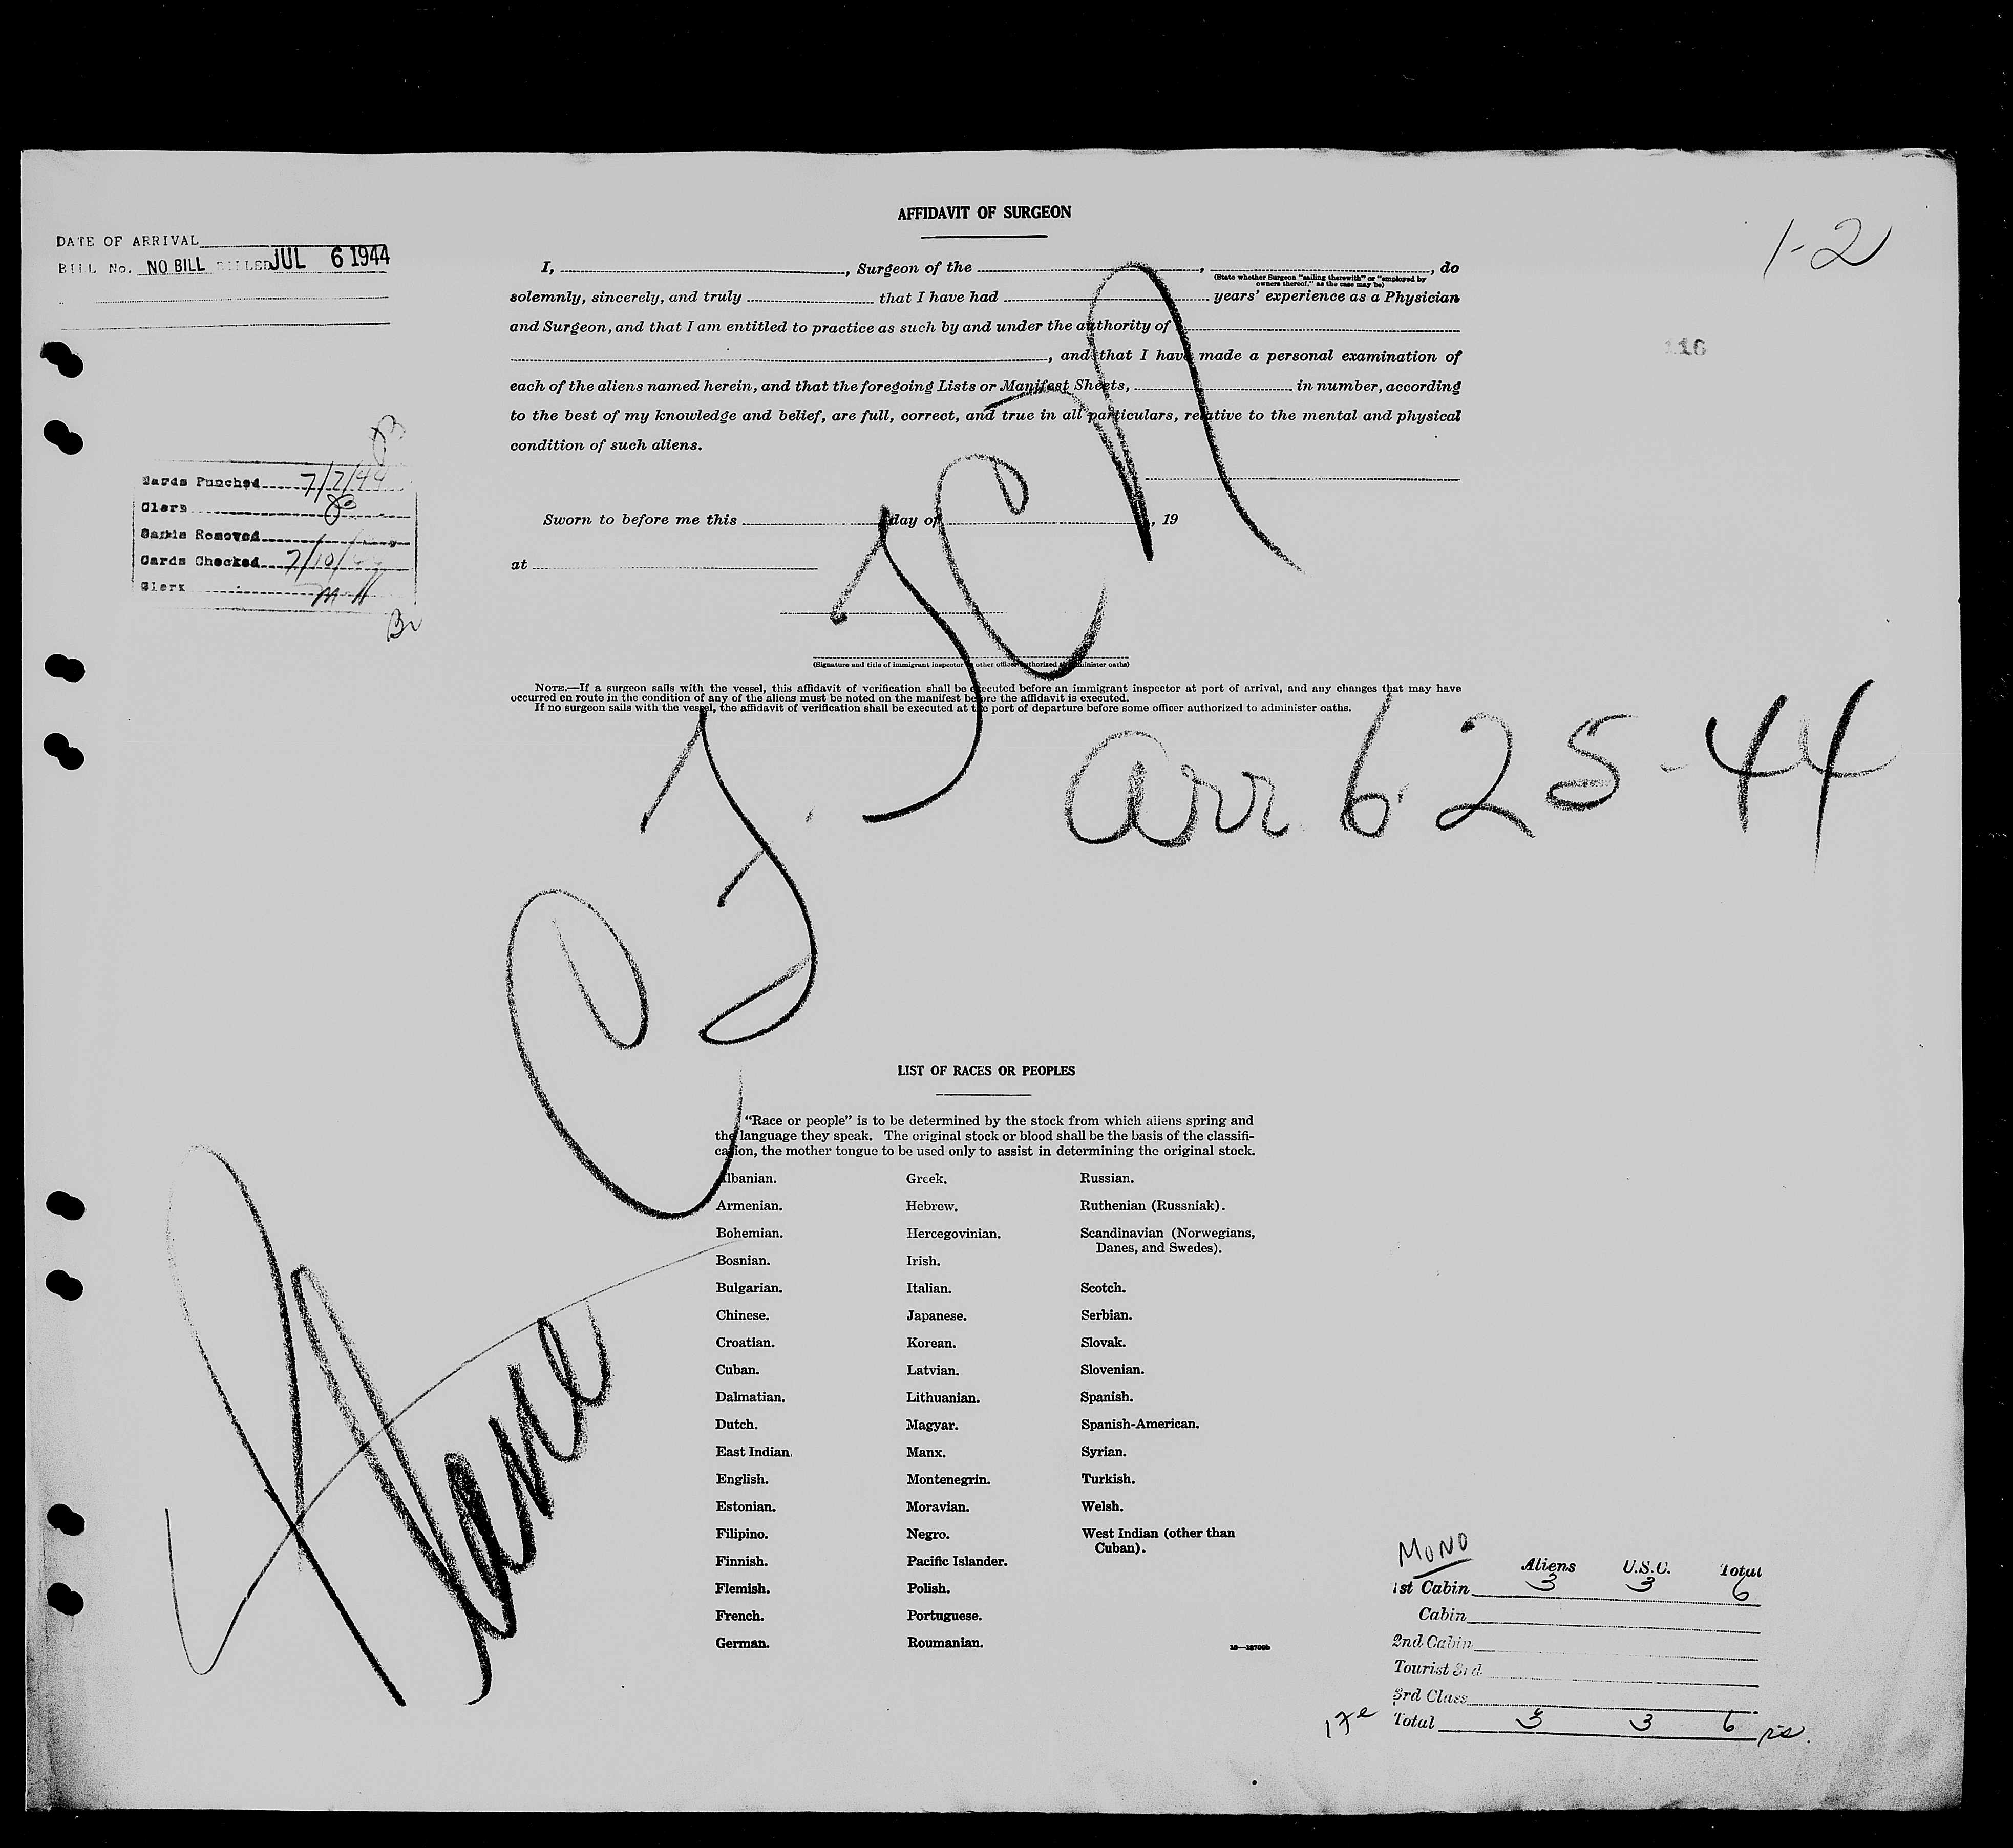 AFFIDAVIT OF SURGEON
1-2
DATE OF ARRIVAL
BILL No. NO BILL BILLED JUL 6 1944
I, , Surgeon of the , , do
(State whether Surgeon "sailing therewith" or "employed by
owners thereof," as the case may be)
solemnly, sincerely, and truly that I have had years' experience as a Physician
and Surgeon, and that I am entitled to practice as such by and under the authority of
, and that I have made a personal examination of
116
each of the aliens named herein, and that the foregoing Lists or Manifest Sheets, in number, according
to the best of my knowledge and belief, are full, correct, and true in all particulars, relative to the mental and physical
condition of such aliens.
Cards Punched 7/7/44
Clerk
Cards Removed
Cards Checked 7/10/44
Clerk
Sworn to before me this day of , 19
at
(Signature and title of immigrant inspector or other officer authorized to administer oaths)
NOTE.—If a surgeon sails with the vessel, this affidavit of verification shall be executed before an immigrant inspector at port of arrival, and any changes that may have
occurred en route in the condition of any of the aliens must be noted on the manifest before the affidavit is executed.
If no surgeon sails with the vessel, the affidavit of verification shall be executed at the port of departure before some officer authorized to administer oaths.
arr 6 25-44
Plane
LIST OF RACES OR PEOPLES
"Race or people" is to be determined by the stock from which aliens spring and
the language they speak. The original stock or blood shall be the basis of the classifi-
cation, the mother tongue to be used only to assist in determining the original stock.
Albanian. Greek. Russian.
Armenian. Hebrew. Ruthenian (Russniak).
Bohemian. Hercegovinian. Scandinavian (Norwegians,
Danes, and Swedes).
Bosnian. Irish.
Bulgarian. Italian. Scotch.
Chinese. Japanese. Serbian.
Croatian. Korean. Slovak.
Cuban. Latvian. Slovenian.
Dalmatian. Lithuanian. Spanish.
Dutch. Magyar. Spanish-American.
East Indian. Manx. Syrian.
English. Montenegrin. Turkish.
Estonian. Moravian. Welsh.
Filipino. Negro. West Indian (other than
Cuban).
Finnish. Pacific Islander.
Flemish. Polish.
French. Portuguese.
German. Roumanian.
MONO
Aliens U.S.C. Total
1st Cabin 3 3 6
Cabin
2nd Cabin
Tourist 3rd
3rd Class
Total 3 3 6